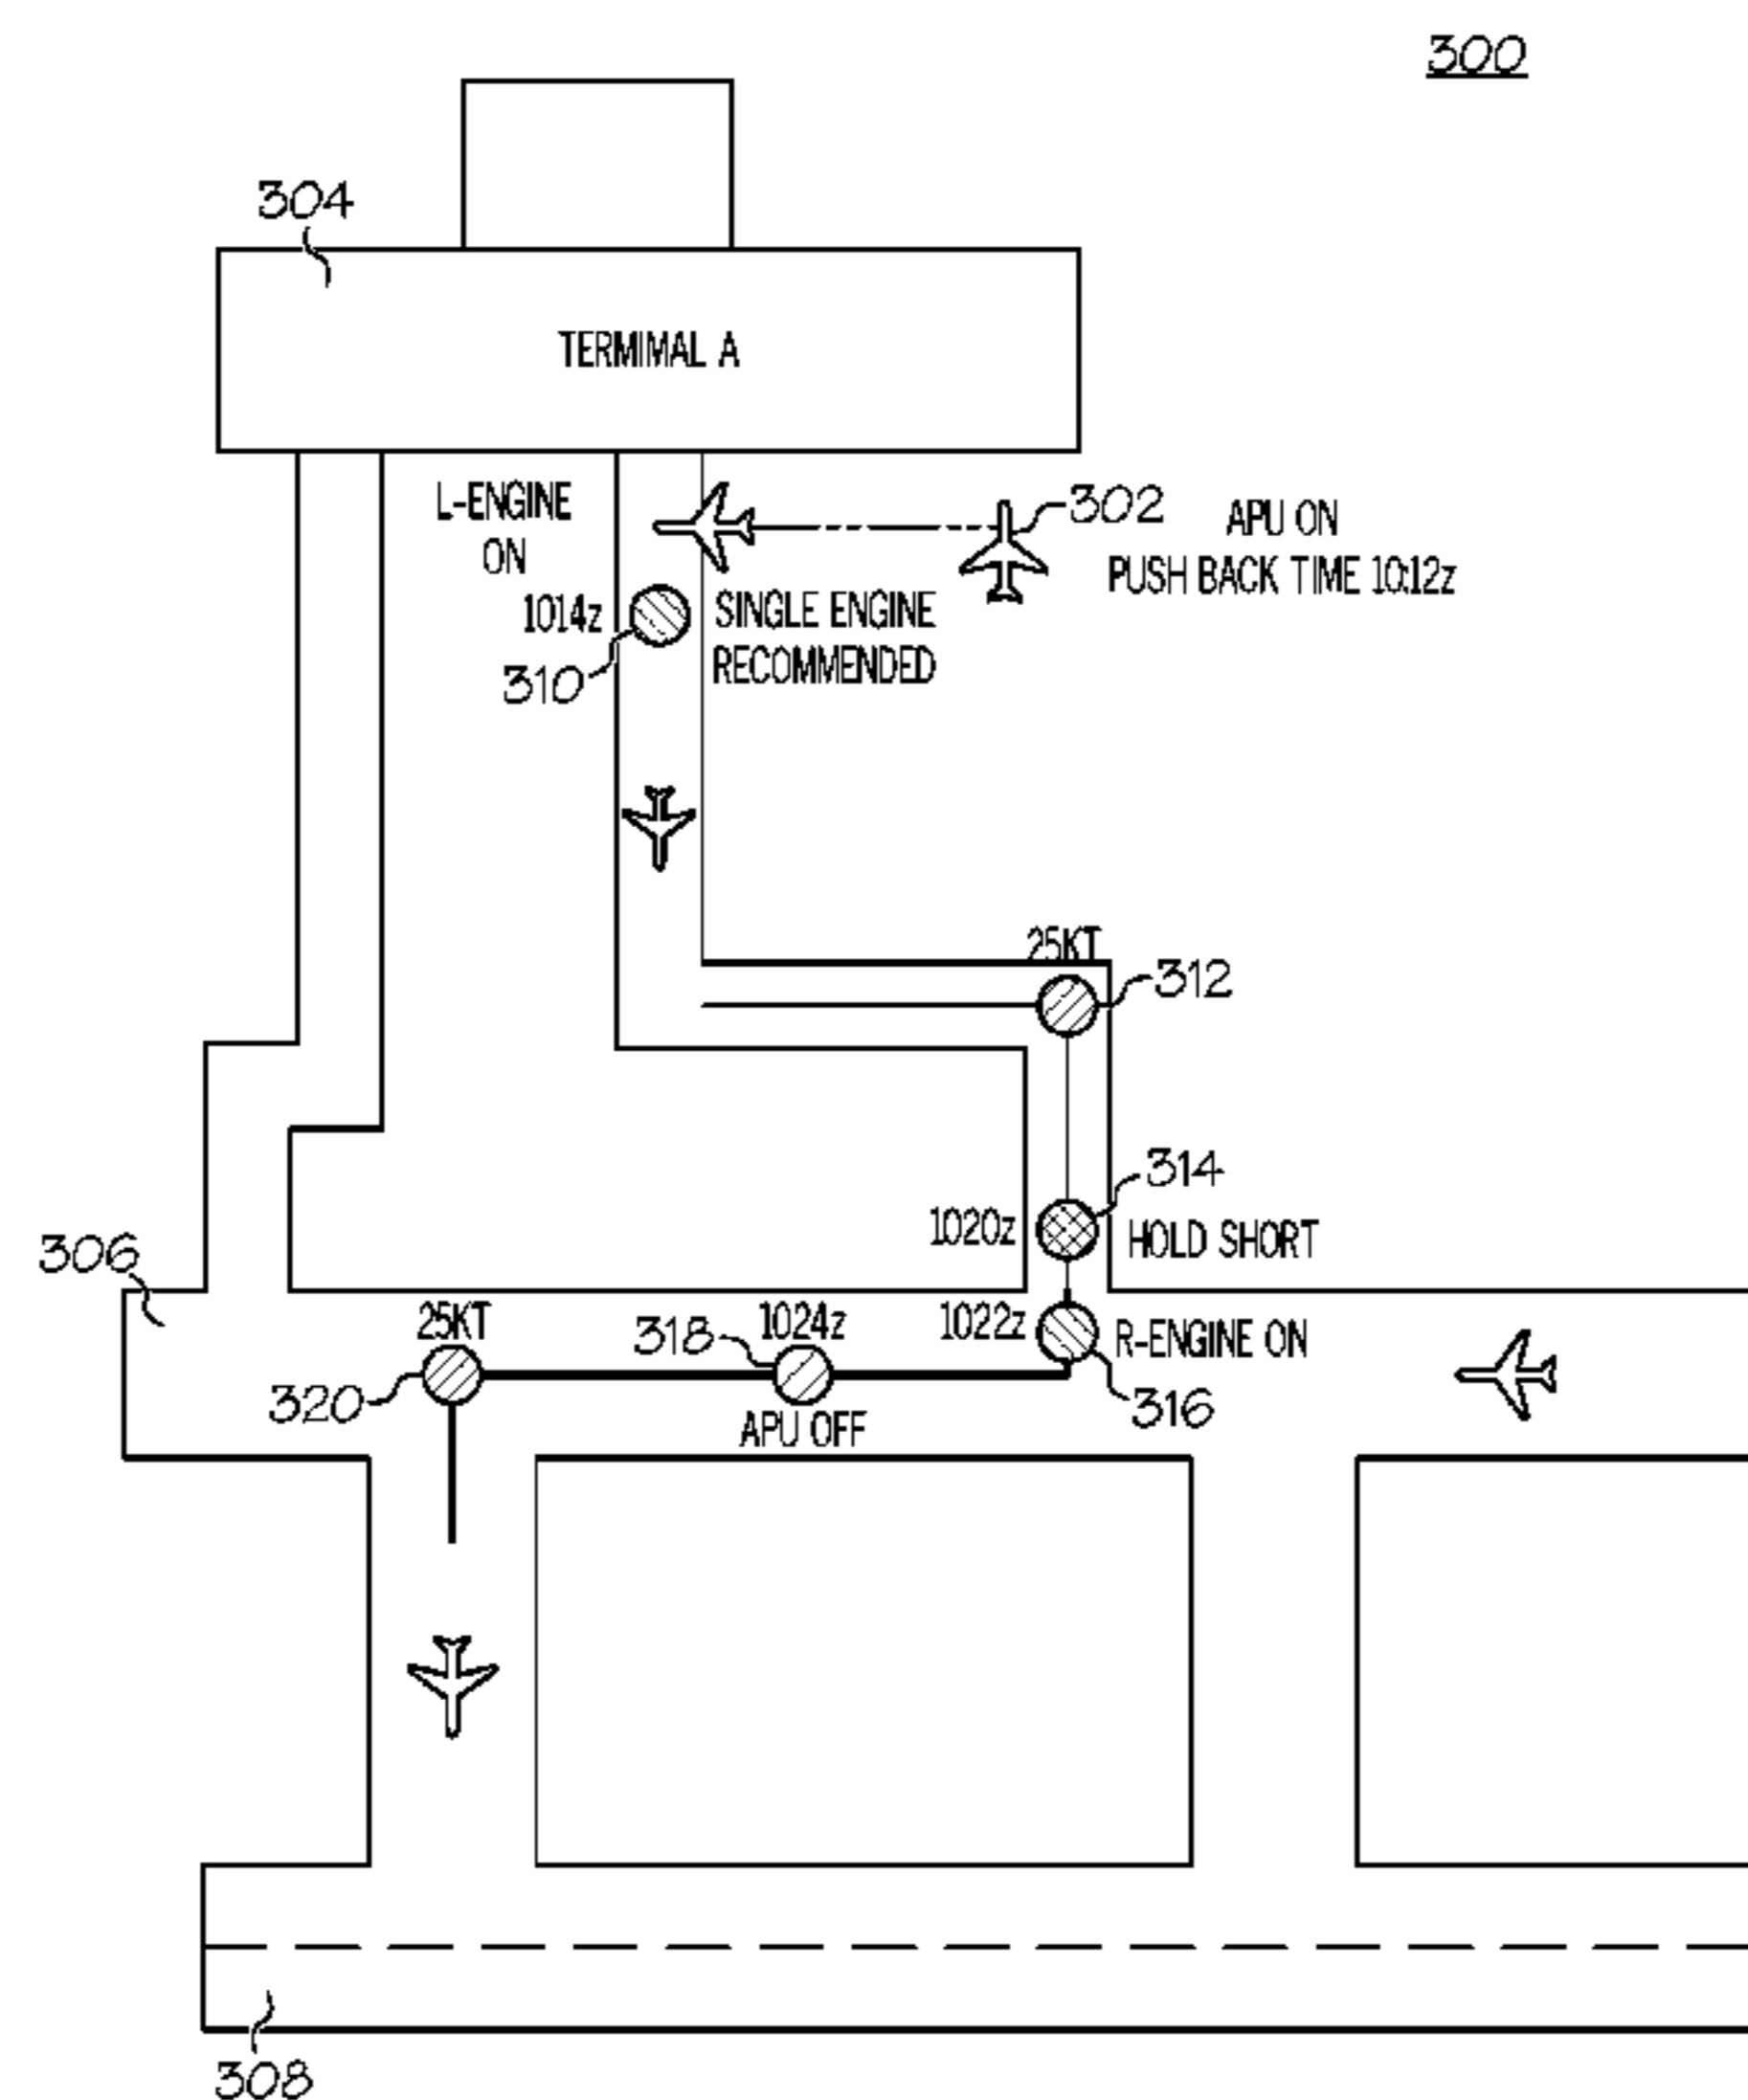 300
304
TERMIMAL A
L-ENGINE
ON
302
APU ON
PUSH BACK TIME 10:12z
1014z
SINGLE ENGINE
RECOMMENDED
310
25KT
312
314
1020z
HOLD SHORT
306
25KT
318
1024z
1022z
R-ENGINE ON
320
APU OFF
316
308